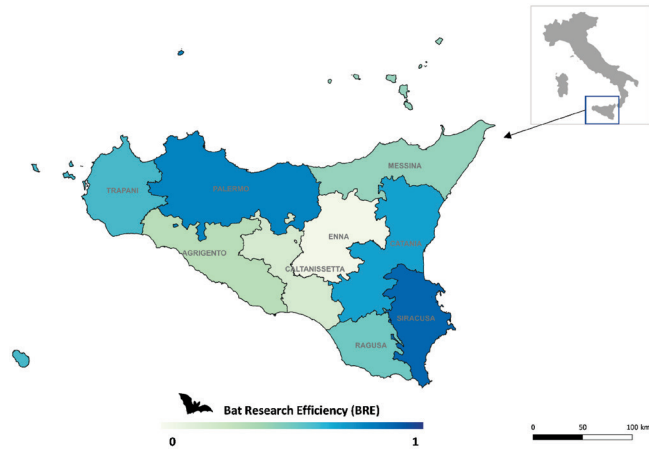 MESSINA
PALERMO
TRAPANI
ENNA
CATANIA
AGRIGENTO
CALTANISSETTA
SIRACUSA
RAGUSA
Bat Research Efficiency (BRE)
0 1
0 50 100 km